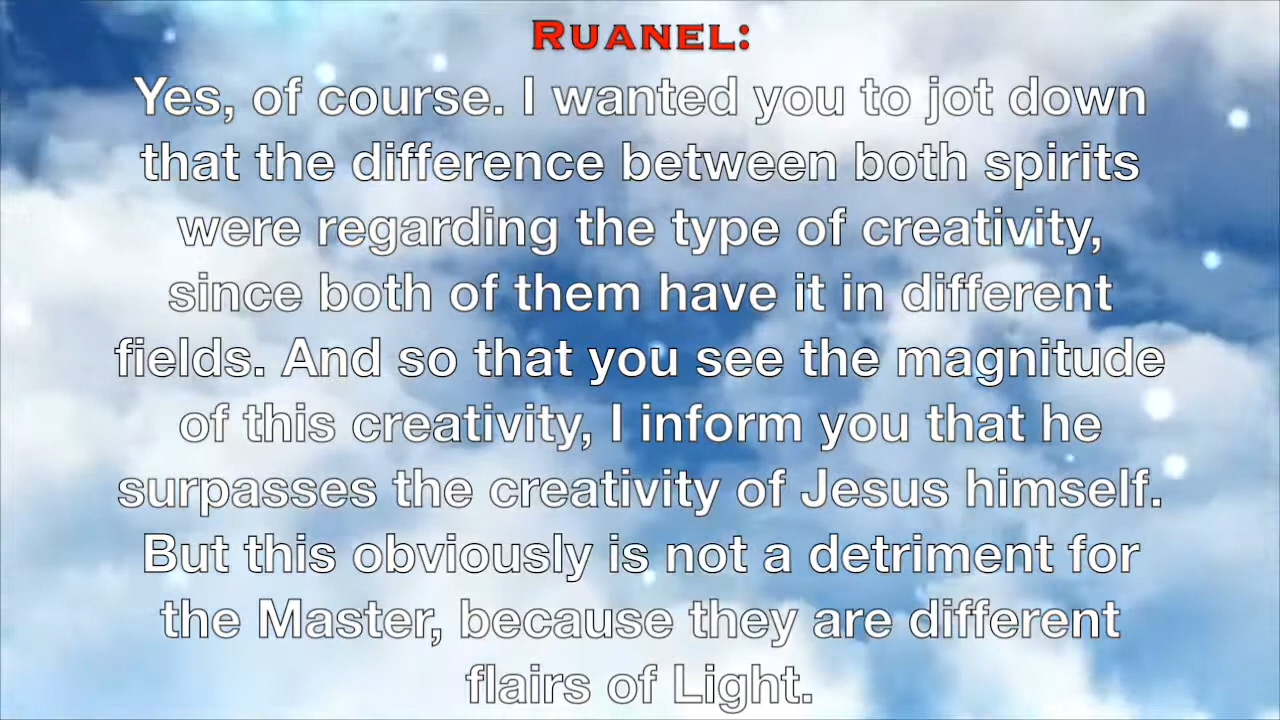 RUANEL:
Yes, of course. I wanted you to jot down
that the difference between both spirits
were regarding the type of creativity,
since both of them have it in different
fields. And so that you see the magnitude
of this creativity, I inform you that he
surpasses the creativity of Jesus himself.
But this obviously is not a detriment for
the Master, because they are different
flairs of Light.